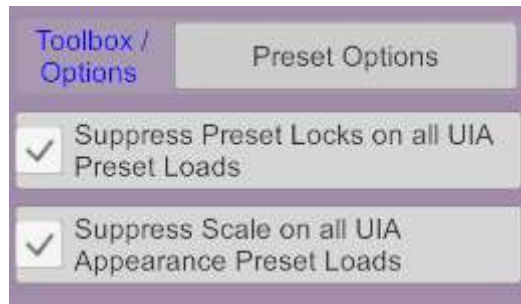 Toolbox /
Options
Preset Options
Suppress Preset Locks on all UIA
Preset Loads
Suppress Scale on all UIA
Appearance Preset Loads